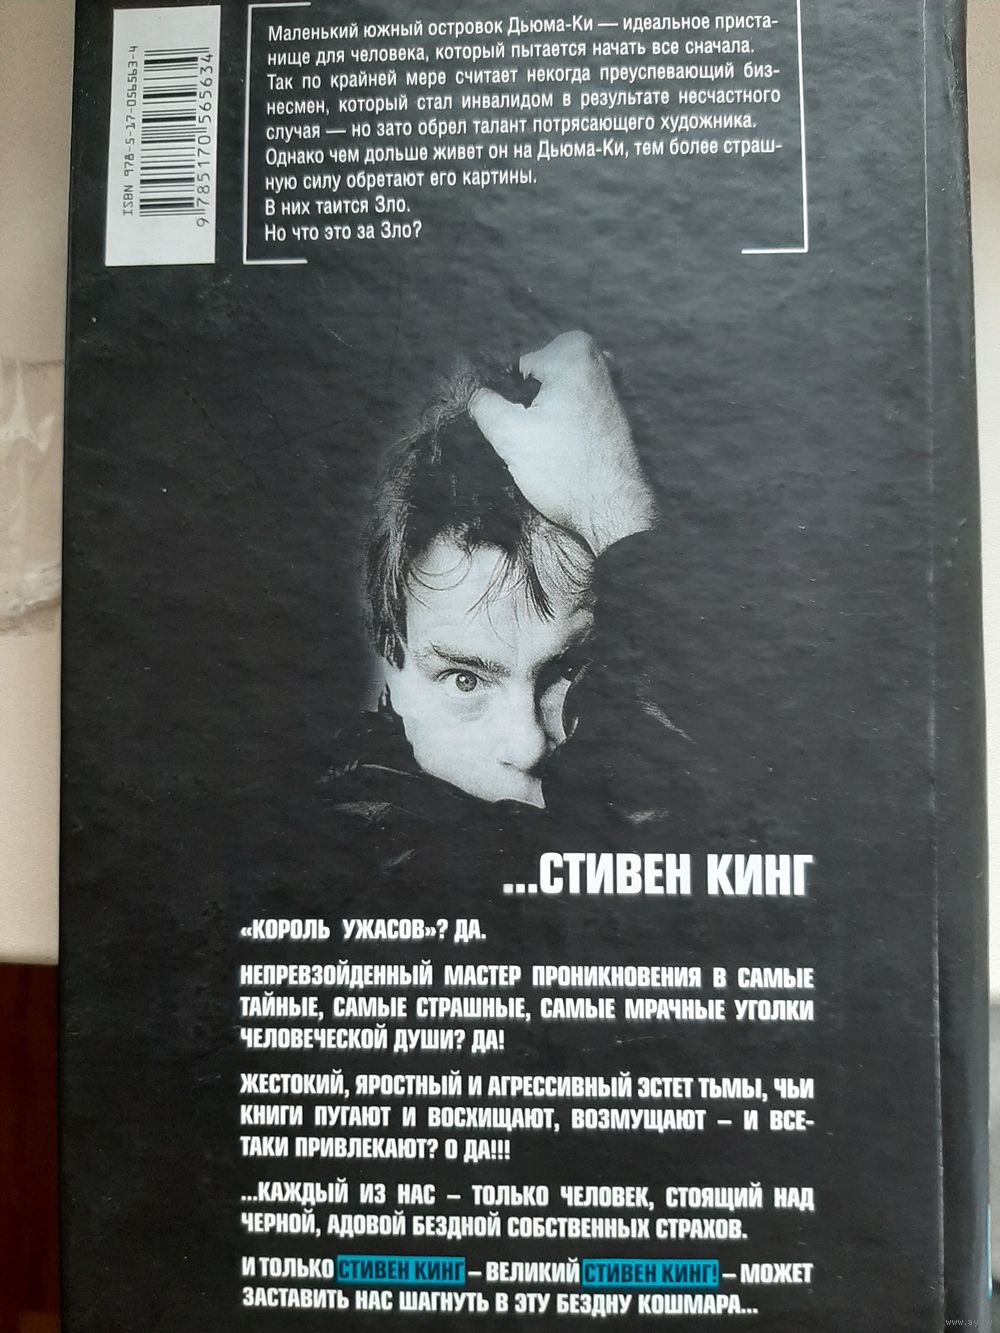 ISBN 978-5-17-056563-4
9 785170 565634
Маленький южный островок Дьюма-Ки — идеальное приста-
нище для человека, который пытается начать все сначала.
Так по крайней мере считает некогда преуспевающий биз-
несмен, который стал инвалидом в результате несчастного
случая — но зато обрел талант потрясающего художника.
Однако чем дольше живет он на Дьюма-Ки, тем более страш-
ную силу обретают его картины.
В них таится Зло.
Но что это за Зло?
...СТИВЕН КИНГ
«КОРОЛЬ УЖАСОВ»? ДА.
НЕПРЕВЗОЙДЕННЫЙ МАСТЕР ПРОНИКНОВЕНИЯ В САМЫЕ
ТАЙНЫЕ, САМЫЕ СТРАШНЫЕ, САМЫЕ МРАЧНЫЕ УГОЛКИ
ЧЕЛОВЕЧЕСКОЙ ДУШИ? ДА!
ЖЕСТОКИЙ, ЯРОСТНЫЙ И АГРЕССИВНЫЙ ЭСТЕТ ТЬМЫ, ЧЬИ
КНИГИ ПУГАЮТ И ВОСХИЩАЮТ, ВОЗМУЩАЮТ – И ВСЕ-
ТАКИ ПРИВЛЕКАЮТ? О ДА!!!
...КАЖДЫЙ ИЗ НАС – ТОЛЬКО ЧЕЛОВЕК, СТОЯЩИЙ НАД
ЧЕРНОЙ, АДОВОЙ БЕЗДНОЙ СОБСТВЕННЫХ СТРАХОВ.
И ТОЛЬКО СТИВЕН КИНГ – ВЕЛИКИЙ СТИВЕН КИНГ! – МОЖЕТ
ЗАСТАВИТЬ НАС ШАГНУТЬ В ЭТУ БЕЗДНУ КОШМАРА...